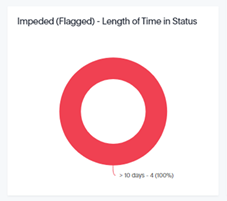 Impeded (Flagged) - Length of Time in Status
> 10 days - 4 (100%)